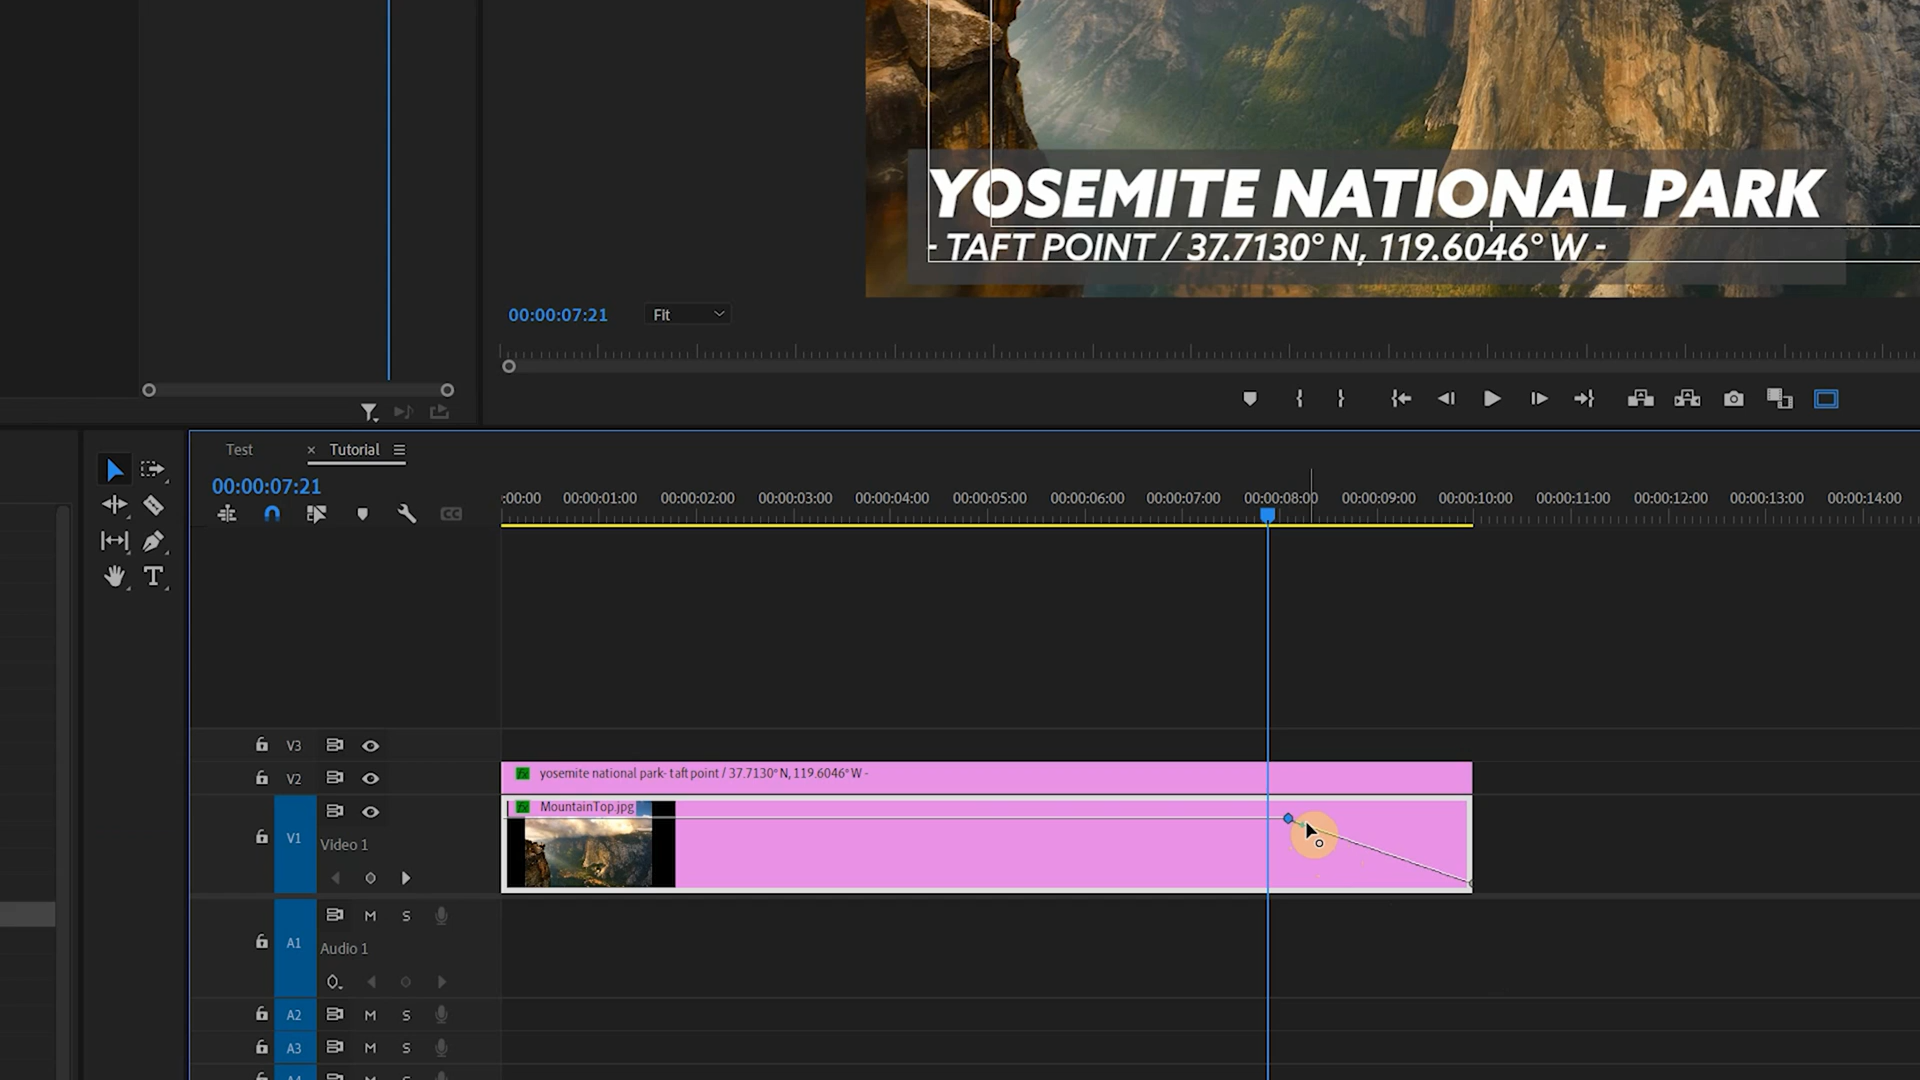 YOSEMITE NATIONAL PARK
- TAFT POINT / 37.7130° N, 119.6046° W -
00:00:07:21
Fit
Test
× Tutorial
00:00:07:21
:00:00 00:00:01:00 00:00:02:00 00:00:03:00 00:00:04:00 00:00:05:00 00:00:06:00 00:00:07:00 00:00:08:00 00:00:09:00 00:00:10:00 00:00:11:00 00:00:12:00 00:00:13:00 00:00:14:00
CC
T
V3
V2
fx yosemite national park- taft point / 37.7130° N, 119.6046° W -
fx MountainTop.jpg
V1
Video 1
M S
A1
Audio 1
A2 M S
A3 M S